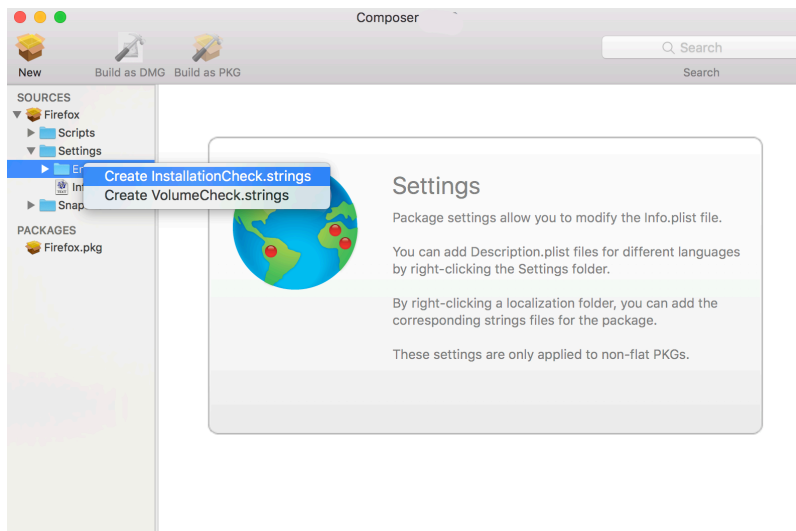 Composer
New
Build as DMG
Build as PKG
Search
Search
SOURCES
Firefox
Scripts
Settings
Create InstallationCheck.strings
Create VolumeCheck.strings
PACKAGES
Firefox.pkg
Settings
Package settings allow you to modify the Info.plist file.
You can add Description.plist files for different languages
by right-clicking the Settings folder.
By right-clicking a localization folder, you can add the
corresponding strings files for the package.
These settings are only applied to non-flat PKGs.